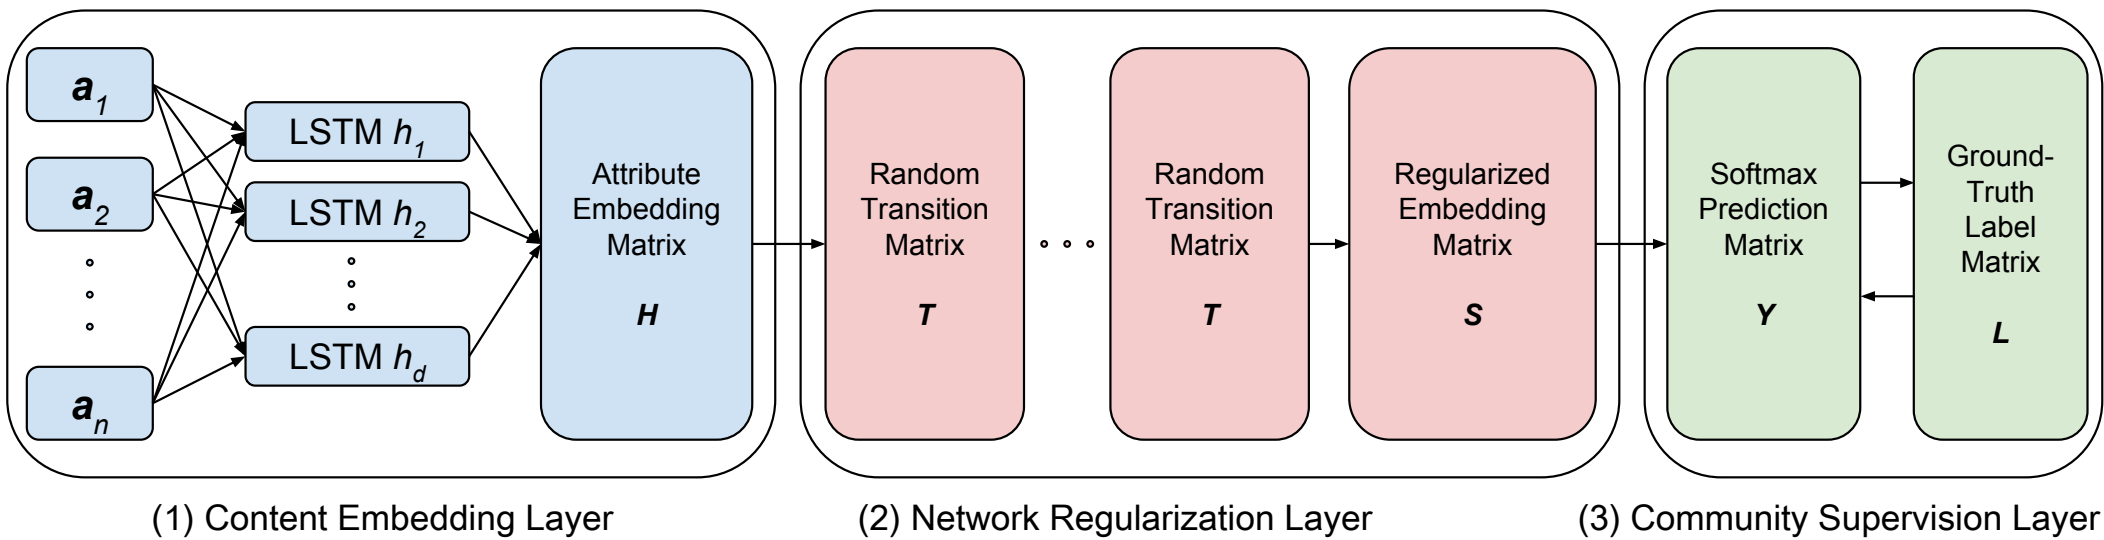 a1
a2
an
LSTM h1
LSTM h2
LSTM hd
Attribute
Embedding
Matrix
H
Random
Transition
Matrix
T
Random
Transition
Matrix
T
Regularized
Embedding
Matrix
S
Softmax
Prediction
Matrix
Y
Ground-
Truth
Label
Matrix
L
(1) Content Embedding Layer
(2) Network Regularization Layer
(3) Community Supervision Layer